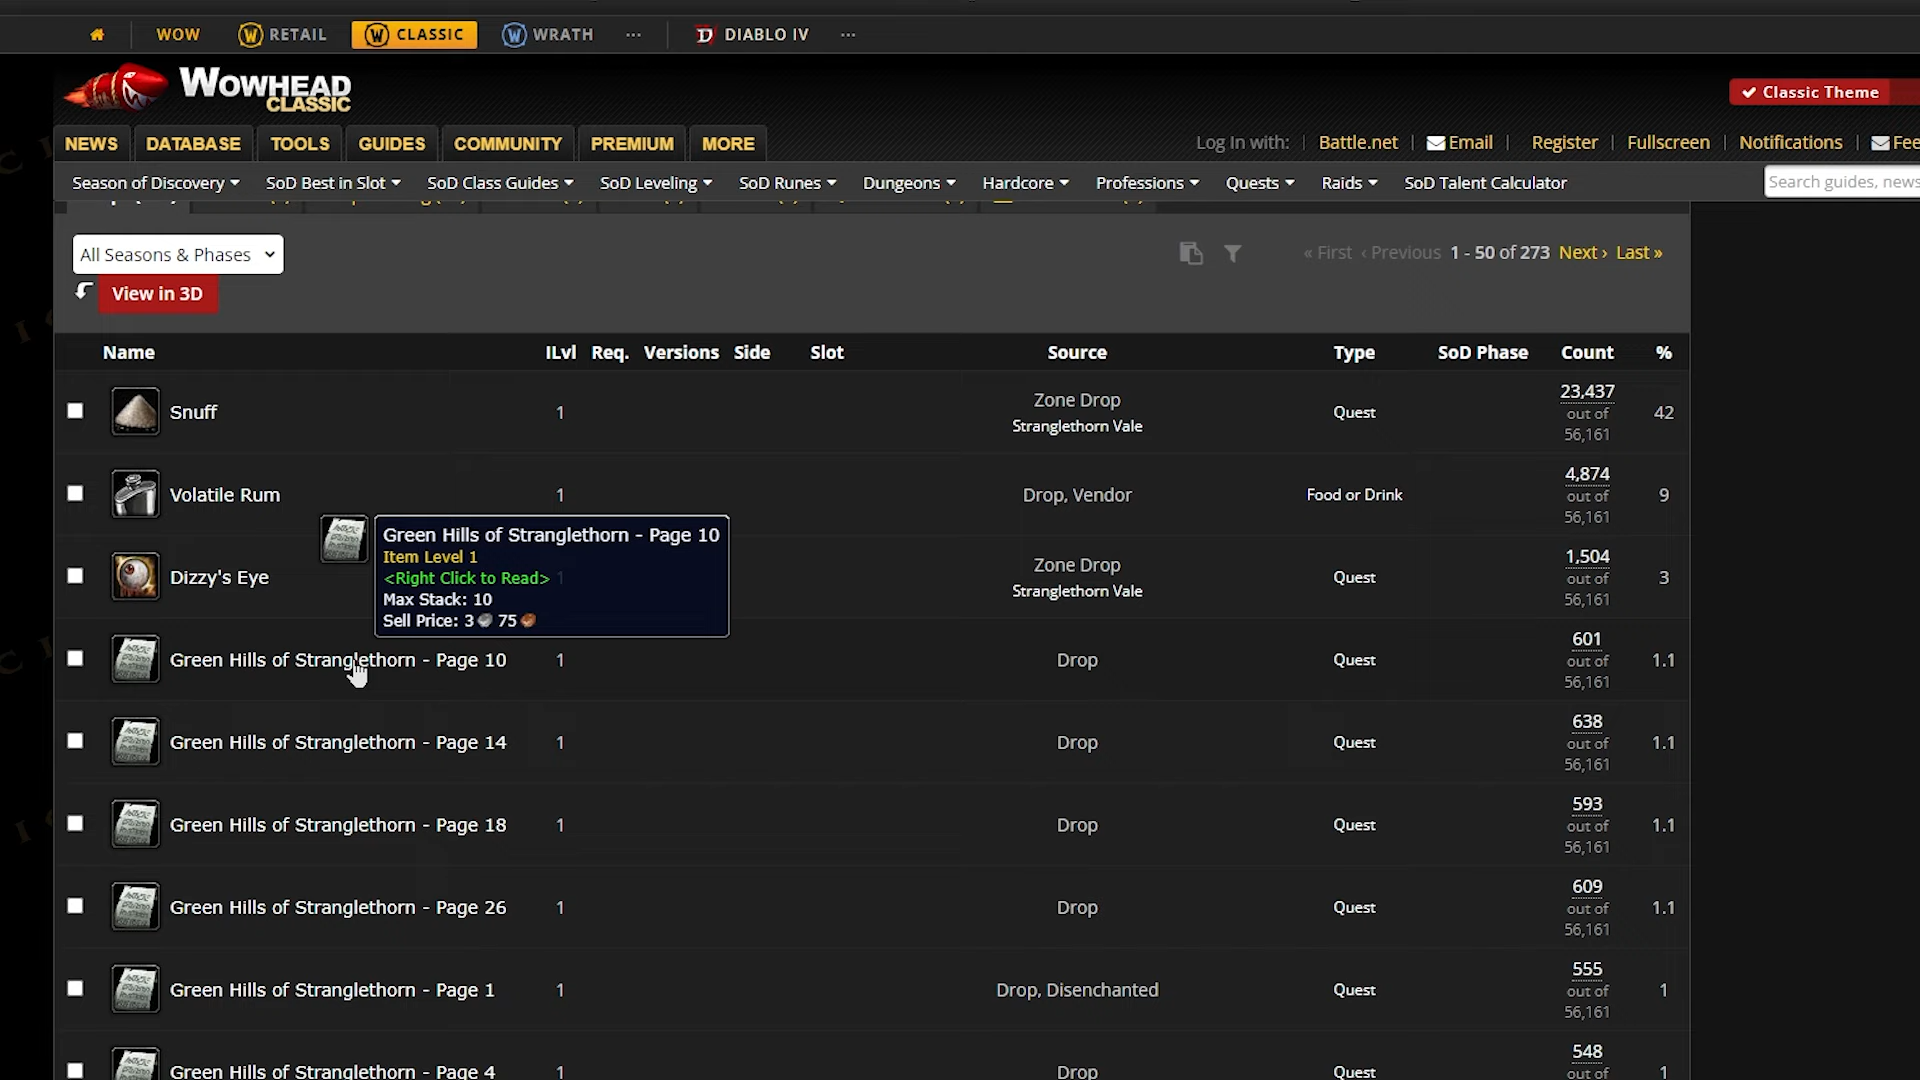 WOW RETAIL CLASSIC WRATH ... DIABLO IV ...
WOWHEAD
CLASSIC
Classic Theme
NEWS DATABASE TOOLS GUIDES COMMUNITY PREMIUM MORE
Log In with: Battle.net Email Register Fullscreen Notifications Fee
Season of Discovery SoD Best in Slot SoD Class Guides SoD Leveling SoD Runes Dungeons Hardcore Professions Quests Raids SoD Talent Calculator Search guides, news
All Seasons & Phases
« First ‹ Previous 1 - 50 of 273 Next › Last »
View in 3D
Name ILvl Req. Versions Side Slot Source Type SoD Phase Count %
Snuff 1 Zone Drop Stranglethorn Vale Quest 23,437 out of 56,161 42
Volatile Rum 1 Drop, Vendor Food or Drink 4,874 out of 56,161 9
Green Hills of Stranglethorn - Page 10
Item Level 1
<Right Click to Read>
Max Stack: 10
Sell Price: 3 75
Dizzy's Eye 1 Zone Drop Stranglethorn Vale Quest 1,504 out of 56,161 3
Green Hills of Stranglethorn - Page 10 1 Drop Quest 601 out of 56,161 1.1
Green Hills of Stranglethorn - Page 14 1 Drop Quest 638 out of 56,161 1.1
Green Hills of Stranglethorn - Page 18 1 Drop Quest 593 out of 56,161 1.1
Green Hills of Stranglethorn - Page 26 1 Drop Quest 609 out of 56,161 1.1
Green Hills of Stranglethorn - Page 1 1 Drop, Disenchanted Quest 555 out of 56,161 1
Green Hills of Stranglethorn - Page 4 1 Drop Quest 548 out of 1